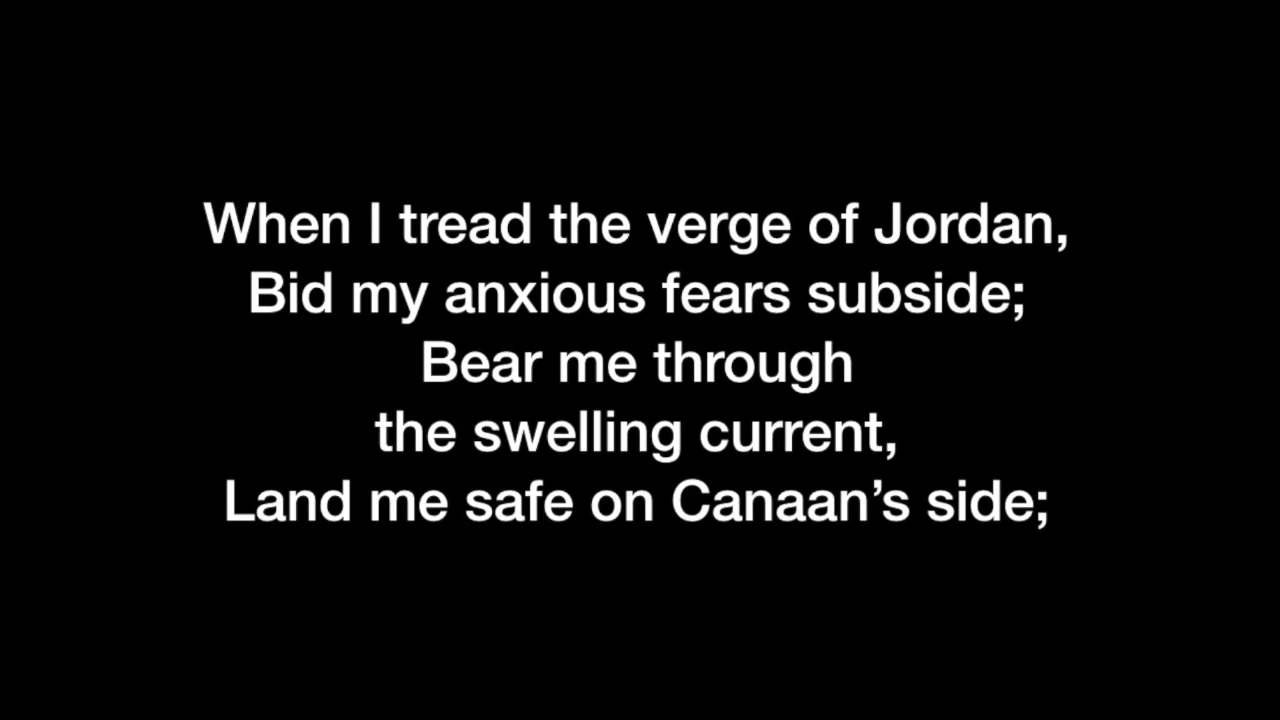 When I tread the verge of Jordan,
Bid my anxious fears subside;
Bear me through
the swelling current,
Land me safe on Canaan’s side;